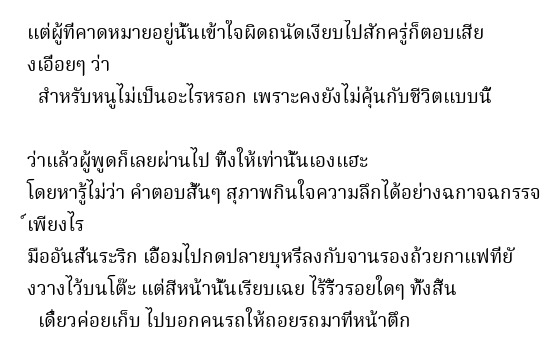 แต่ผู้ที่คาดหมายอยู่นั้นเข้าใจผิดถนัดเงียบไปสักครู่ก็ตอบเสีย
งเอื่อยๆ ว่า
สำหรับหนูไม่เป็นอะไรหรอก เพราะคงยังไม่คุ้นกับชีวิตแบบนี้
ว่าแล้วผู้พูดก็เลยผ่านไป ทิ้งให้เท่านั้นเองแฮะ
โดยหารู้ไม่ว่า คำตอบสั้นๆ สุภาพกินใจความลึกได้อย่างฉกาจฉกรรจ
์เพียงไร
มืออันสั่นระริก เอื้อมไปกดปลายบุหรี่ลงกับจานรองถ้วยกาแฟที่ยั
งวางไว้บนโต๊ะ แต่สีหน้านั้นเรียบเฉย ไร้ริ้วรอยใดๆ ทั้งสิ้น
เดี๋ยวค่อยเก็บ ไปบอกคนรถให้ถอยรถมาที่หน้าตึก